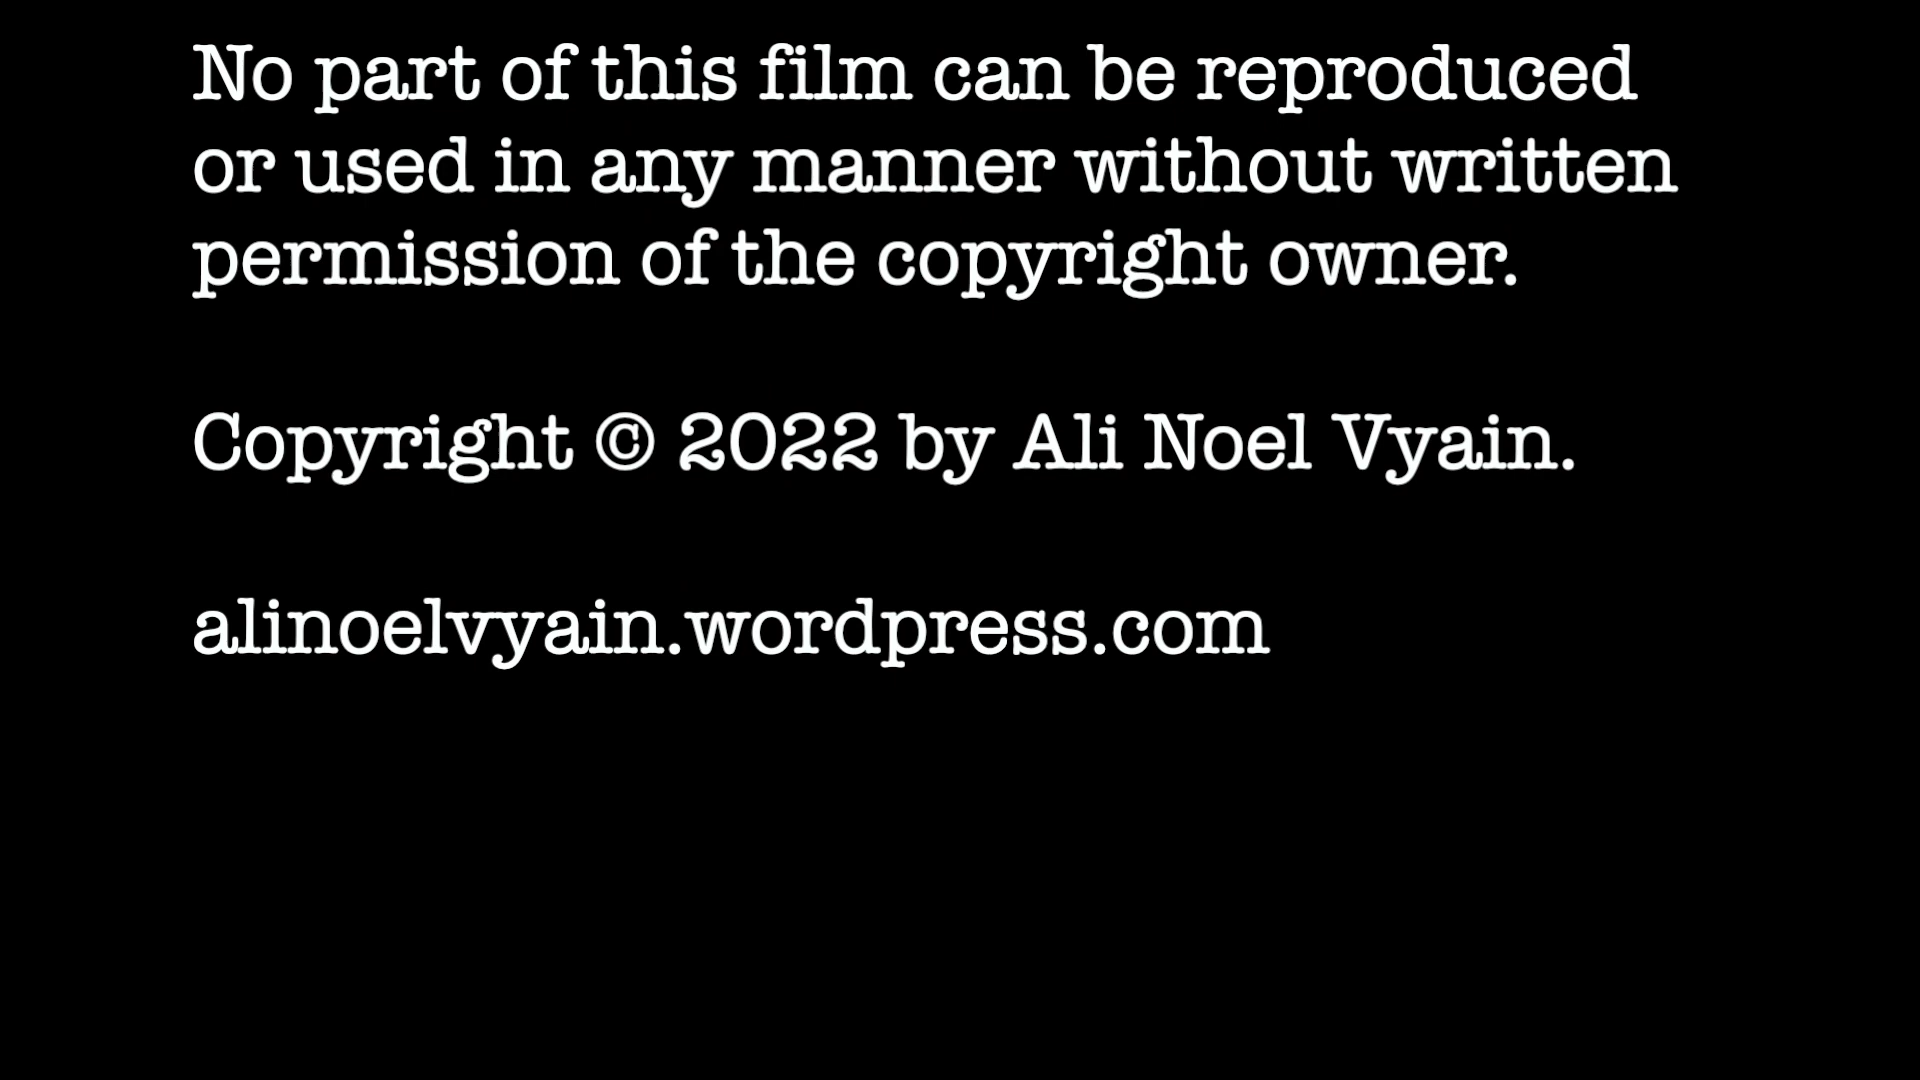 No part of this film can be reproduced
or used in any manner without written
permission of the copyright owner.
Copyright © 2022 by Ali Noel Vyain.
alinoelvyain.wordpress.com